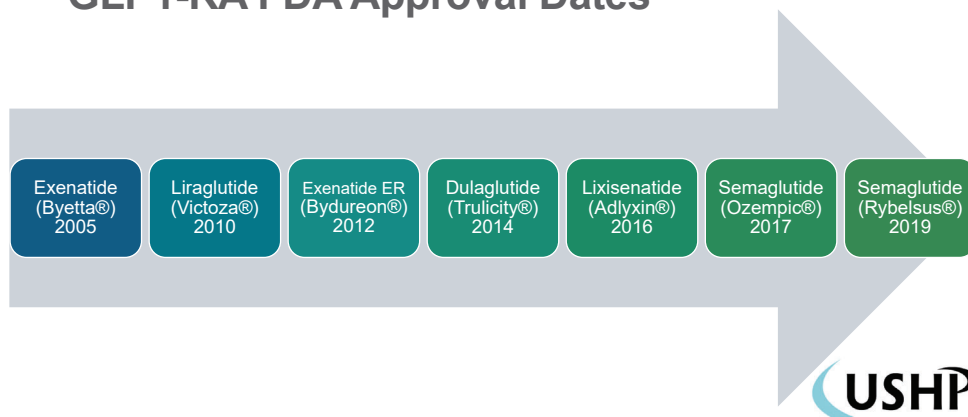 GLP1-RA FDA Approval Dates
Exenatide
(Byetta®)
2005
Liraglutide
(Victoza®)
2010
Exenatide ER
(Bydureon®)
2012
Dulaglutide
(Trulicity®)
2014
Lixisenatide
(Adlyxin®)
2016
Semaglutide
(Ozempic®)
2017
Semaglutide
(Rybelsus®)
2019
USHP